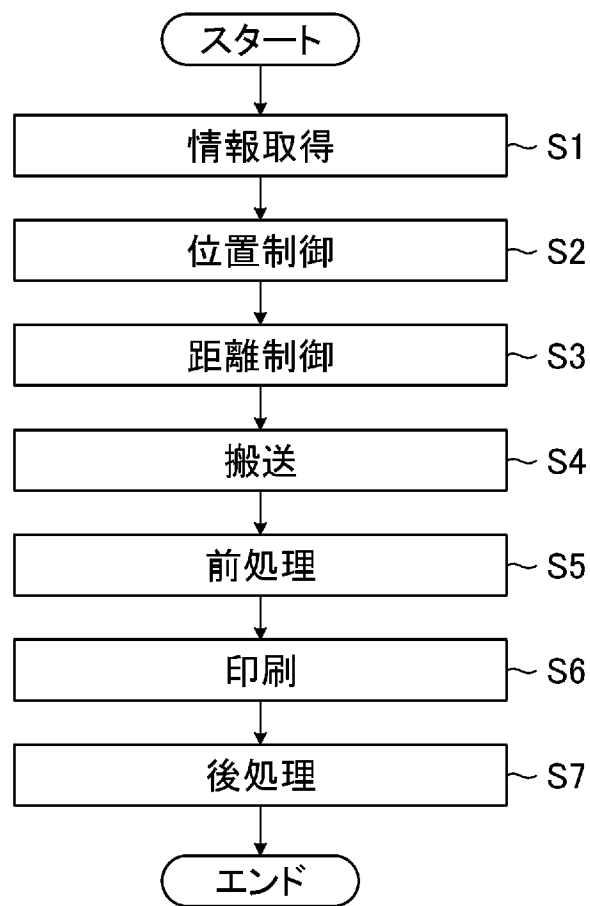 スタート
情報取得 S1
位置制御 S2
距離制御 S3
搬送 S4
前処理 S5
印刷 S6
後処理 S7
エンド